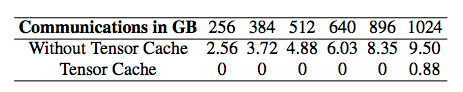 Communications in GB 256 384 512 640 896 1024
Without Tensor Cache 2.56 3.72 4.88 6.03 8.35 9.50
Tensor Cache 0 0 0 0 0 0.88